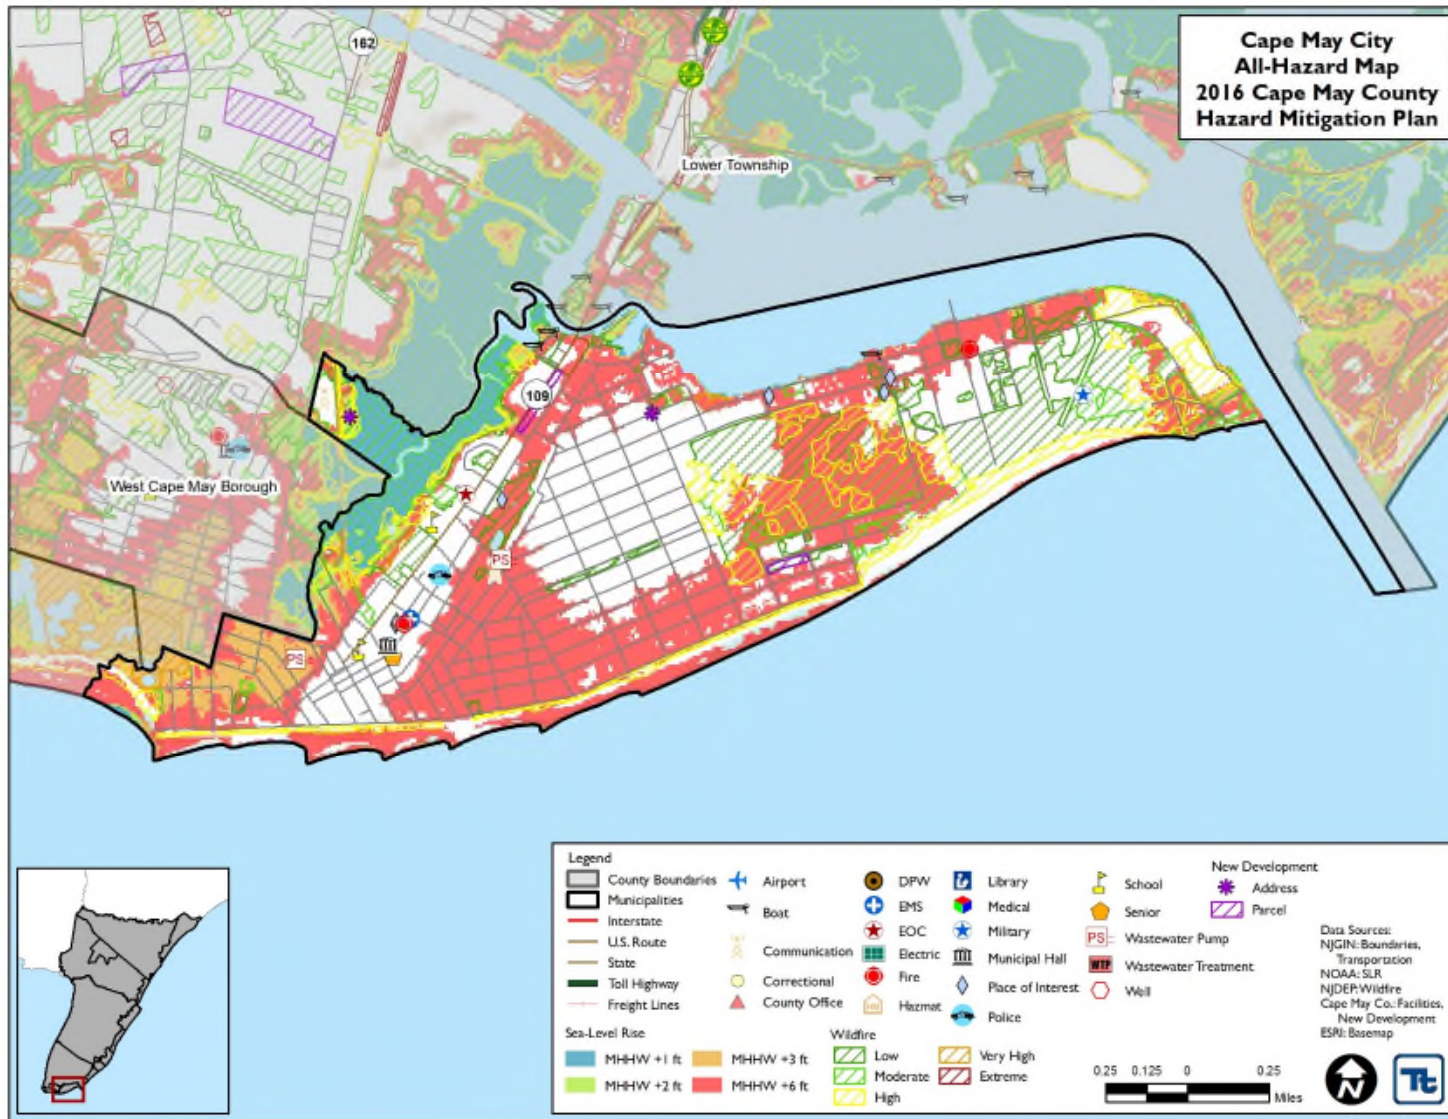 Cape May City
All-Hazard Map
2016 Cape May County
Hazard Mitigation Plan
162
Lower Township
109
West Cape May Borough
PS
PS
Legend
County Boundaries
Municipalities
Interstate
U.S. Route
State
Toll Highway
Freight Lines
Airport
Boat
Communication
Correctional
County Office
DPW
EMS
EOC
Electric
Fire
HM
Hazmat
Library
Medical
Military
Municipal Hall
Place of Interest
Police
School
Senior
PS
Wastewater Pump
WTP
Wastewater Treatment
Well
New Development
Address
Parcel
Sea-Level Rise
MHHW +1 ft
MHHW +2 ft
MHHW +3 ft
MHHW +6 ft
Wildfire
Low
Moderate
High
Very High
Extreme
Data Sources:
NJGIN: Boundaries,
Transportation
NOAA: SLR
NJDEP: Wildfire
Cape May Co.: Facilities,
New Development
ESRI: Basemap
0.25 0.125 0 0.25
Miles
N
Tt